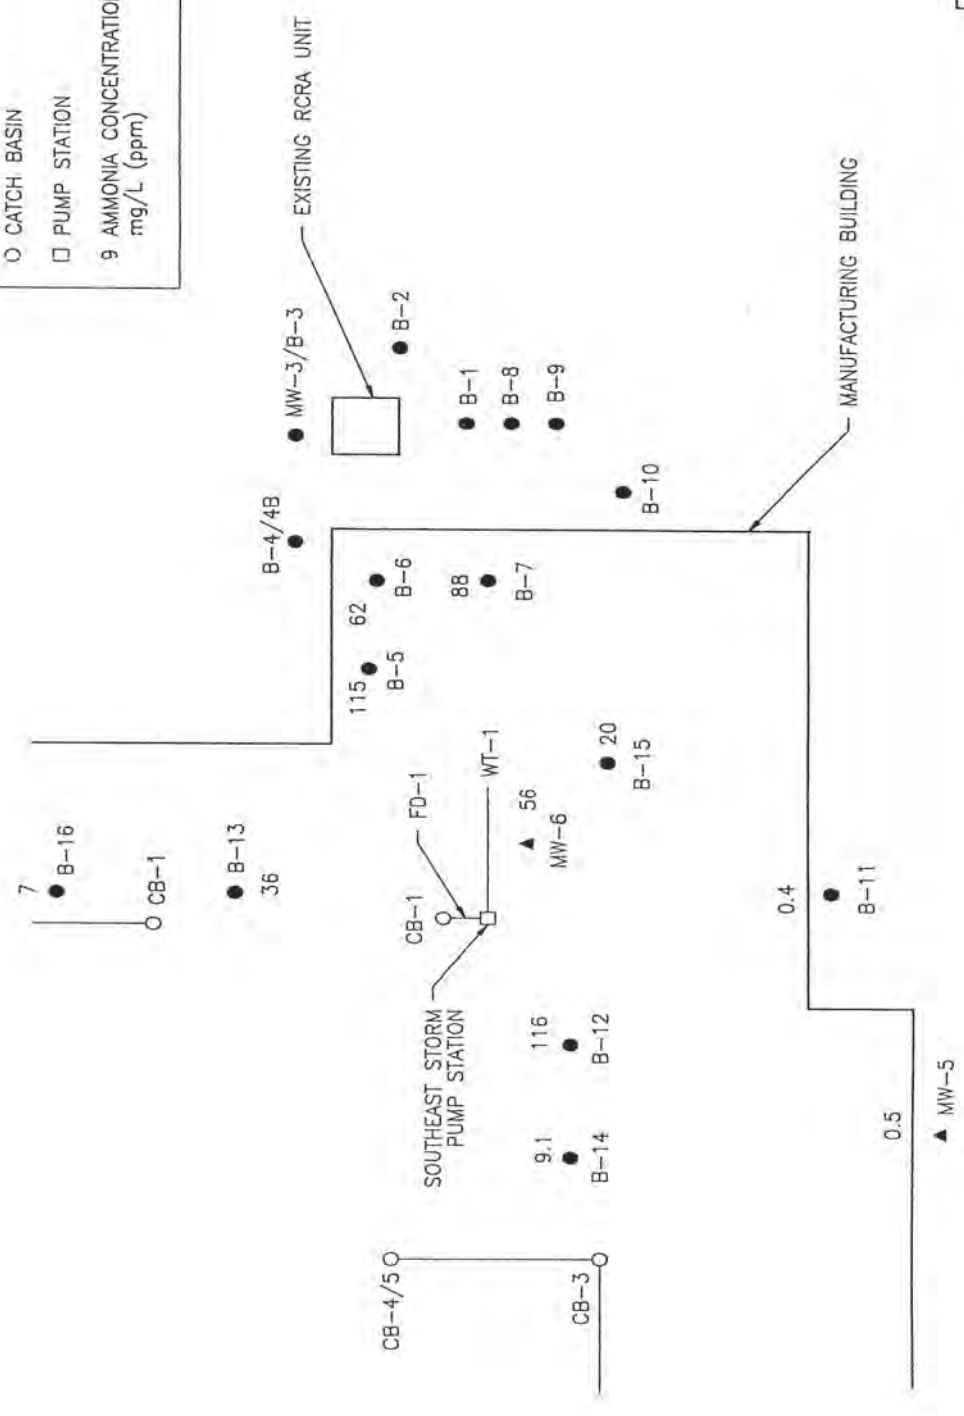 ○ CATCH BASIN
□ PUMP STATION
9 AMMONIA CONCENTRATION
mg/L (ppm)
EXISTING RCRA UNIT
MW-3/B-3
B-2
B-1
B-8
B-9
B-10
MANUFACTURING BUILDING
B-4/4B
62
B-6
88
B-7
115
B-5
20
B-15
7
B-16
CB-1
B-13
36
FD-1
WT-1
CB-1
56
MW-6
SOUTHEAST STORM
PUMP STATION
116
B-12
9.1
B-14
0.4
B-11
0.5
MW-5
CB-4/5
CB-3